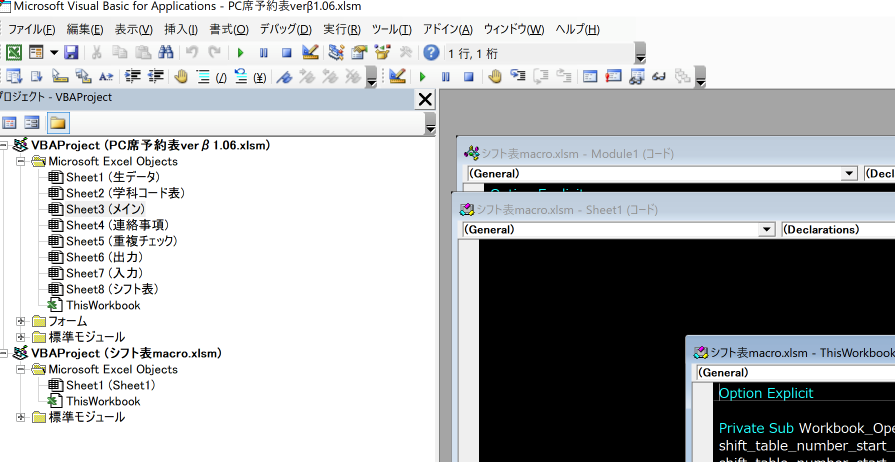 Microsoft Visual Basic for Applications - PC席予約表verβ1.06.xlsm
ファイル(F) 編集(E) 表示(V) 挿入(I) 書式(O) デバッグ(D) 実行(R) ツール(T) アドイン(A) ウィンドウ(W) ヘルプ(H)
1 行, 1 桁
プロジェクト - VBAProject
VBAProject (PC席予約表verβ1.06.xlsm)
Microsoft Excel Objects
Sheet1 (生データ)
Sheet2 (学科コード表)
Sheet3 (メイン)
Sheet4 (連絡事項)
Sheet5 (重複チェック)
Sheet6 (出力)
Sheet7 (入力)
Sheet8 (シフト表)
ThisWorkbook
フォーム
標準モジュール
VBAProject (シフト表macro.xlsm)
Microsoft Excel Objects
Sheet1 (Sheet1)
ThisWorkbook
標準モジュール
シフト表macro.xlsm - Module1 (コード)
(General) (Decl
Option Explicit
シフト表macro.xlsm - Sheet1 (コード)
(General) (Declarations)
シフト表macro.xlsm - ThisWorkbook
(General)
Option Explicit
Private Sub Workbook_Ope
shift_table_number_start_
shift_table_number_start